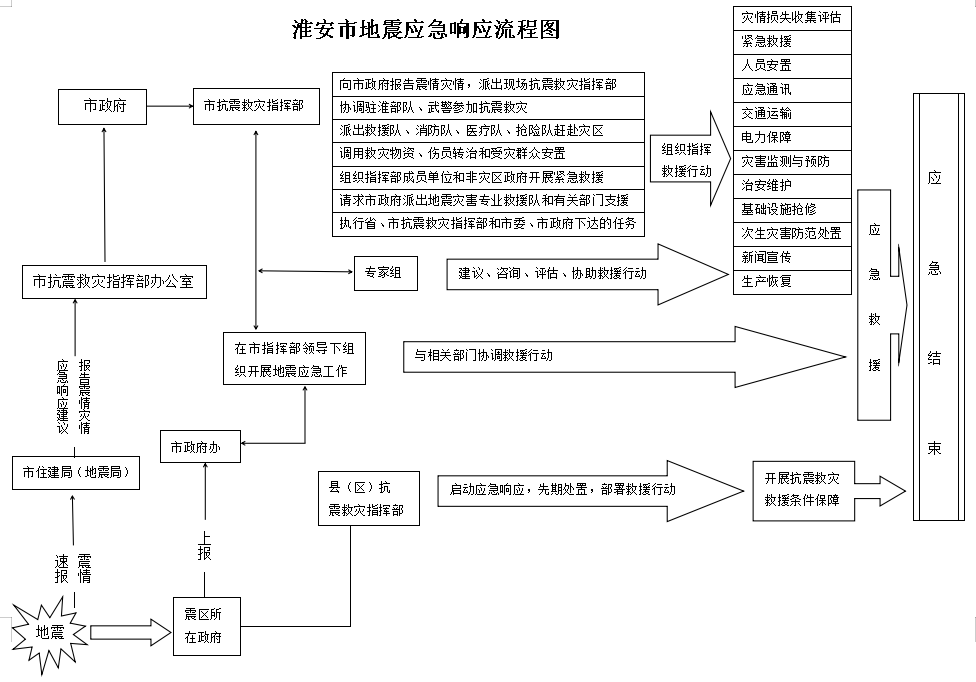 淮安市地震应急响应流程图
市政府
市抗震救灾指挥部
向市政府报告震情灾情，派出现场抗震救灾指挥部
协调驻淮部队、武警参加抗震救灾
派出救援队、消防队、医疗队、抢险队赶赴灾区
调用救灾物资、伤员转治和受灾群众安置
组织指挥部成员单位和非灾区政府开展紧急救援
请求市政府派出地震灾害专业救援队和有关部门支援
执行省、市抗震救灾指挥部和市委、市政府下达的任务
组织指挥
救援行动
灾情损失收集评估
紧急救援
人员安置
应急通讯
交通运输
电力保障
灾害监测与预防
治安维护
基础设施抢修
次生灾害防范处置
新闻宣传
生产恢复
应急救援
应急结束
市抗震救灾指挥部办公室
专家组
建议、咨询、评估、协助救援行动
在市指挥部领导下组
织开展地震应急工作
与相关部门协调救援行动
报告震情灾情
应急响应建议
市政府办
市住建局（地震局）
县（区）抗
震救灾指挥部
启动应急响应，先期处置，部署救援行动
开展抗震救灾
救援条件保障
上报
震情
速报
地震
震区所
在政府